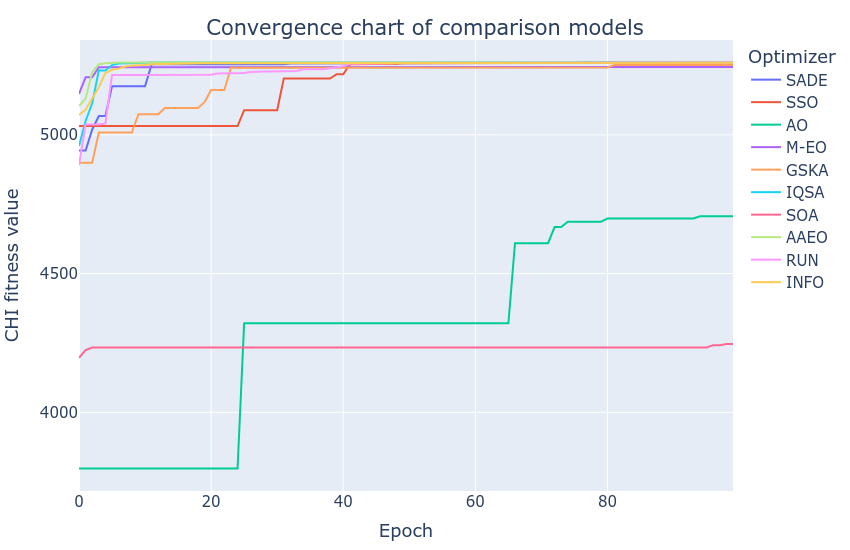 Convergence chart of comparison models
Optimizer
SADE
SSO
AO
M-EO
GSKA
IQSA
SOA
AAEO
RUN
INFO
CHI fitness value
5000
4500
4000
0 20 40 60 80
Epoch